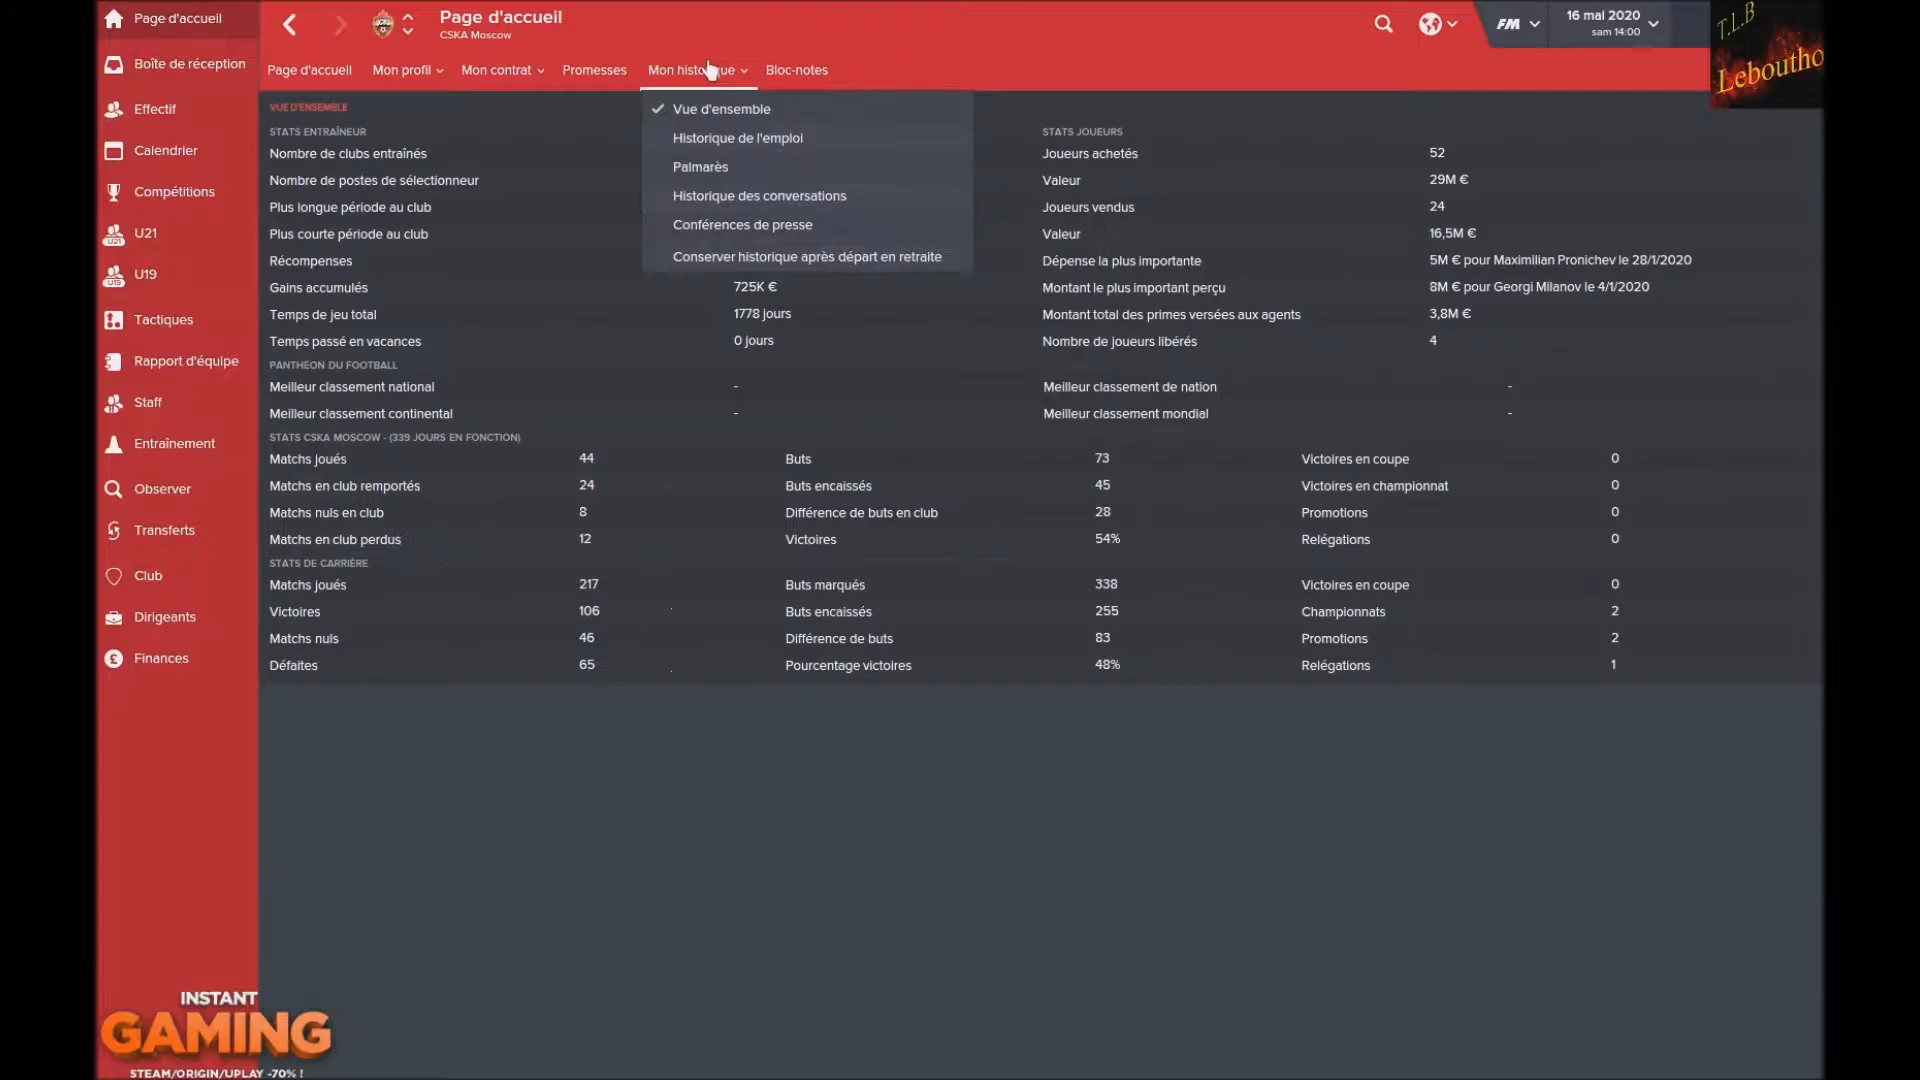 Page d'accueil
Boîte de réception
Effectif
Calendrier
Compétitions
U21
U19
Tactiques
Rapport d'équipe
Staff
Entraînement
Observer
Transferts
Club
Dirigeants
Finances
INSTANT
GAMING
STEAM/ORIGIN/UPLAY -70% !
Page d'accueil
CSKA Moscow
FM
16 mai 2020
sam 14:00
T.L.B
Leboutho
Page d'accueil Mon profil Mon contrat Promesses Mon historique Bloc-notes
Vue d'ensemble
Historique de l'emploi
Palmarès
Historique des conversations
Conférences de presse
Conserver historique après départ en retraite
VUE D'ENSEMBLE
STATS ENTRAÎNEUR
Nombre de clubs entraînés
Nombre de postes de sélectionneur
Plus longue période au club
Plus courte période au club
Récompenses
Gains accumulés 725K €
Temps de jeu total 1778 jours
Temps passé en vacances 0 jours
STATS JOUEURS
Joueurs achetés 52
Valeur 29M €
Joueurs vendus 24
Valeur 16,5M €
Dépense la plus importante 5M € pour Maximilian Pronichev le 28/1/2020
Montant le plus important perçu 8M € pour Georgi Milanov le 4/1/2020
Montant total des primes versées aux agents 3,8M €
Nombre de joueurs libérés 4
PANTHÉON DU FOOTBALL
Meilleur classement national - Meilleur classement de nation -
Meilleur classement continental - Meilleur classement mondial -
STATS CSKA MOSCOW - (339 JOURS EN FONCTION)
Matchs joués 44 Buts 73 Victoires en coupe 0
Matchs en club remportés 24 Buts encaissés 45 Victoires en championnat 0
Matchs nuls en club 8 Différence de buts en club 28 Promotions 0
Matchs en club perdus 12 Victoires 54% Relégations 0
STATS DE CARRIÈRE
Matchs joués 217 Buts marqués 338 Victoires en coupe 0
Victoires 106 Buts encaissés 255 Championnats 2
Matchs nuls 46 Différence de buts 83 Promotions 2
Défaites 65 Pourcentage victoires 48% Relégations 1